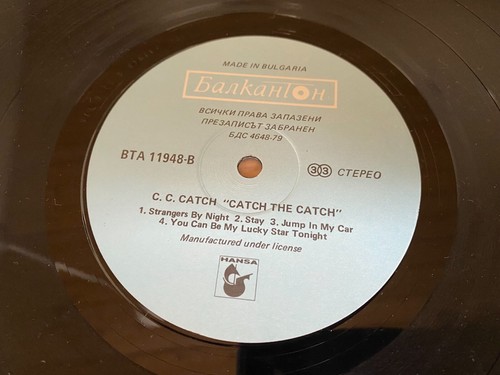 MADE IN BULGARIA
Балкантон
ВСИЧКИ ПРАВА ЗАПАЗЕНИ
ПРЕЗАПИСЪТ ЗАБРАНЕН
БДС 4648-79
ВТА 11948-В
33 СТЕРЕО
C. C. CATCH "CATCH THE CATCH"
1. Strangers By Night 2. Stay 3. Jump In My Car
4. You Can Be My Lucky Star Tonight
Manufactured under license
HANSA